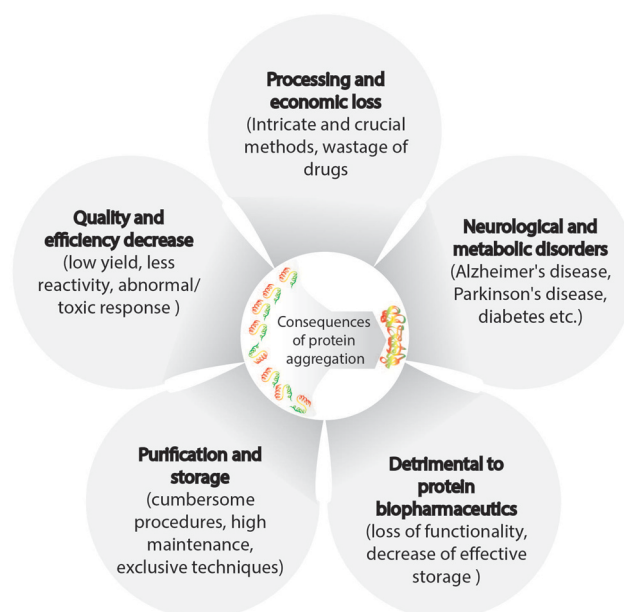 Processing and
economic loss
(Intricate and crucial
methods, wastage of
drugs
Quality and
efficiency decrease
(low yield, less
reactivity, abnormal/
toxic response )
Neurological and
metabolic disorders
(Alzheimer's disease,
Parkinson's disease,
diabetes etc.)
Consequences
of protein
aggregation
Purification and
storage
(cumbersome
procedures, high
maintenance,
exclusive techniques)
Detrimental to
protein
biopharmaceutics
(loss of functionality,
decrease of effective
storage )